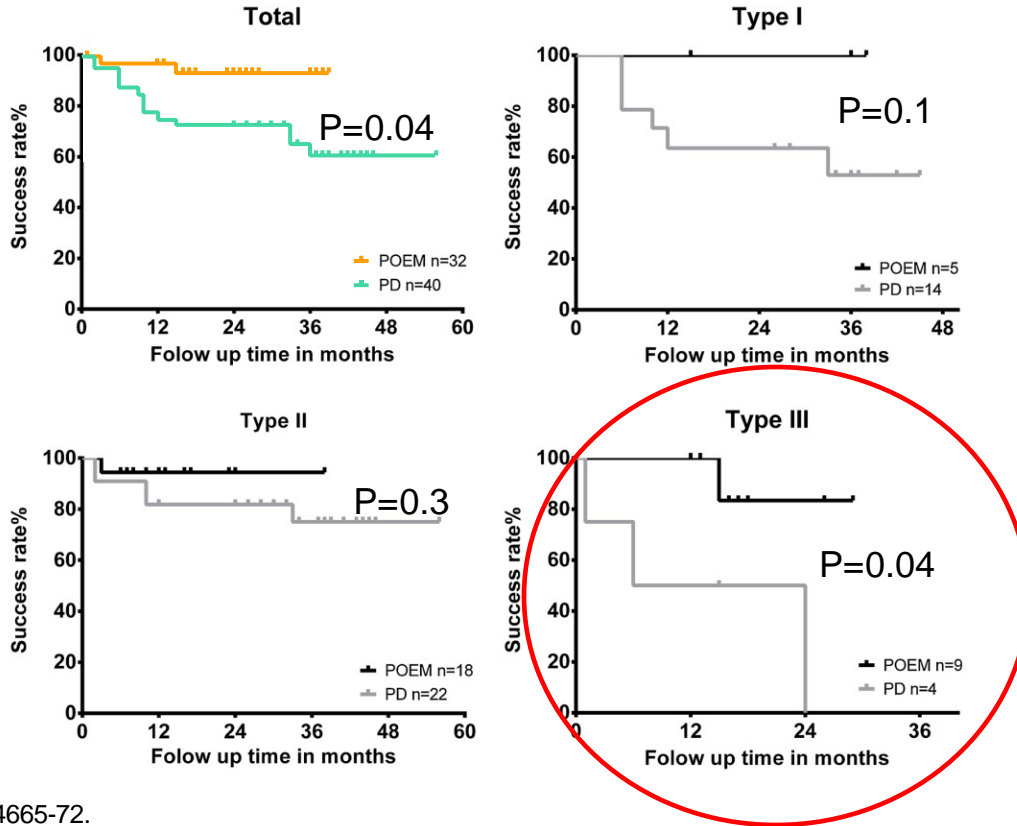 Total
Success rate%
100
80
60
40
20
0
P=0.04
POEM n=32
PD n=40
0 12 24 36 48 60
Folow up time in months
Type I
Success rate%
100
80
60
40
20
0
P=0.1
POEM n=5
PD n=14
0 12 24 36 48
Folow up time in months
Type II
Success rate%
100
80
60
40
20
0
P=0.3
POEM n=18
PD n=22
0 12 24 36 48 60
Folow up time in months
Type III
Success rate%
100
80
60
40
20
0
P=0.04
POEM n=9
PD n=4
0 12 24 36
Folow up time in months
4665-72.